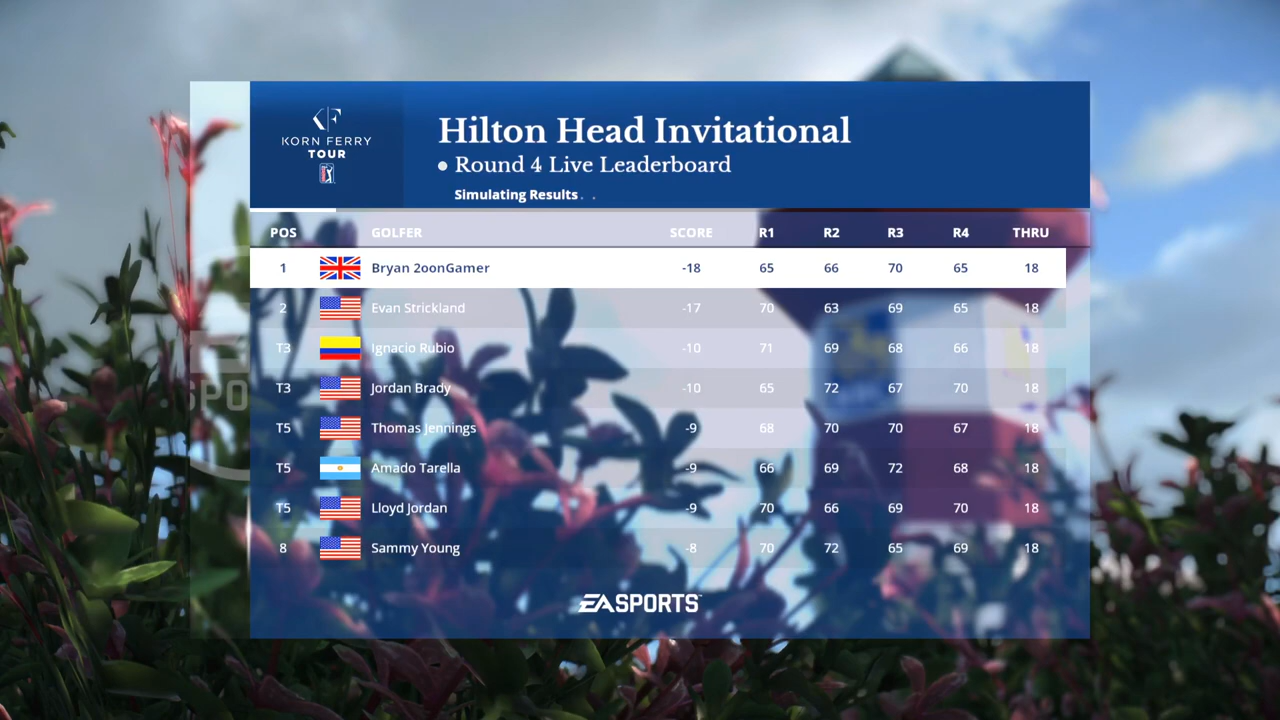 KORN FERRY
TOUR
Hilton Head Invitational
Round 4 Live Leaderboard
Simulating Results . .
POS GOLFER SCORE R1 R2 R3 R4 THRU
1 Bryan 2oonGamer -18 65 66 70 65 18
2 Evan Strickland -17 70 63 69 65 18
T3 Ignacio Rubio -10 71 69 68 66 18
T3 Jordan Brady -10 65 72 67 70 18
T5 Thomas Jennings -9 68 70 70 67 18
T5 Amado Tarella -9 66 69 72 68 18
T5 Lloyd Jordan -9 70 66 69 70 18
8 Sammy Young -8 70 72 65 69 18
EA SPORTS